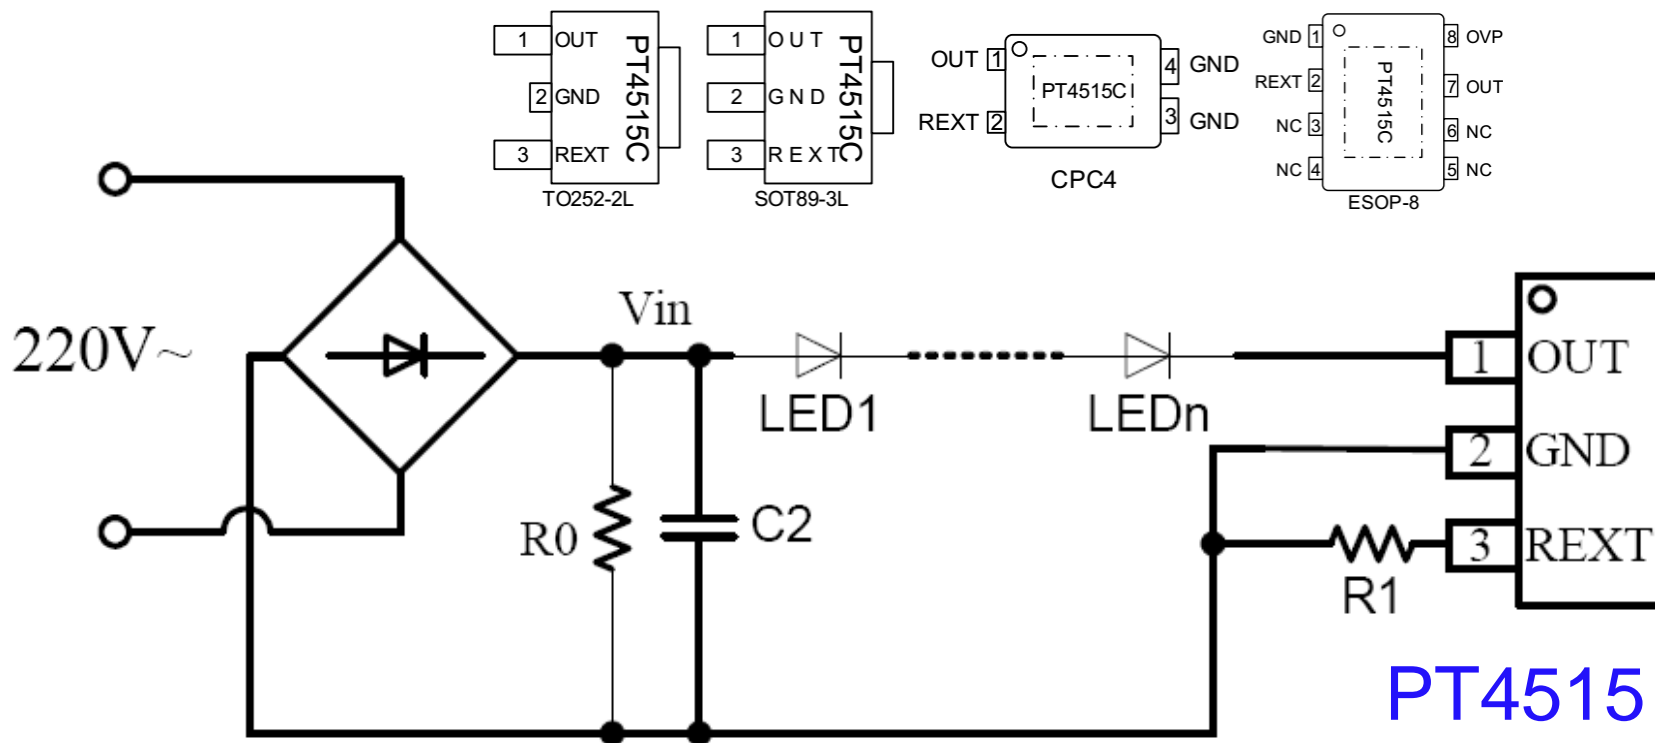 1 OUT
2 GND
3 REXT
PT4515C
TO252-2L
1 OUT
2 GND
3 REXT
PT4515C
SOT89-3L
OUT 1
REXT 2
PT4515C
4 GND
3 GND
CPC4
GND 1
REXT 2
NC 3
NC 4
PT4515C
8 OVP
7 OUT
6 NC
5 NC
ESOP-8
220V~
Vin
LED1
LEDn
R0
C2
1 OUT
2 GND
3 REXT
R1
PT4515